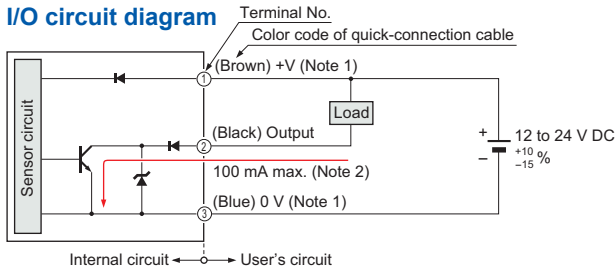 I/O circuit diagram
Terminal No.
Color code of quick-connection cable
Sensor circuit
1
(Brown) +V (Note 1)
Load
2
(Black) Output
100 mA max. (Note 2)
+
−
12 to 24 V DC
+10
−15 %
3
(Blue) 0 V (Note 1)
Internal circuit
User's circuit